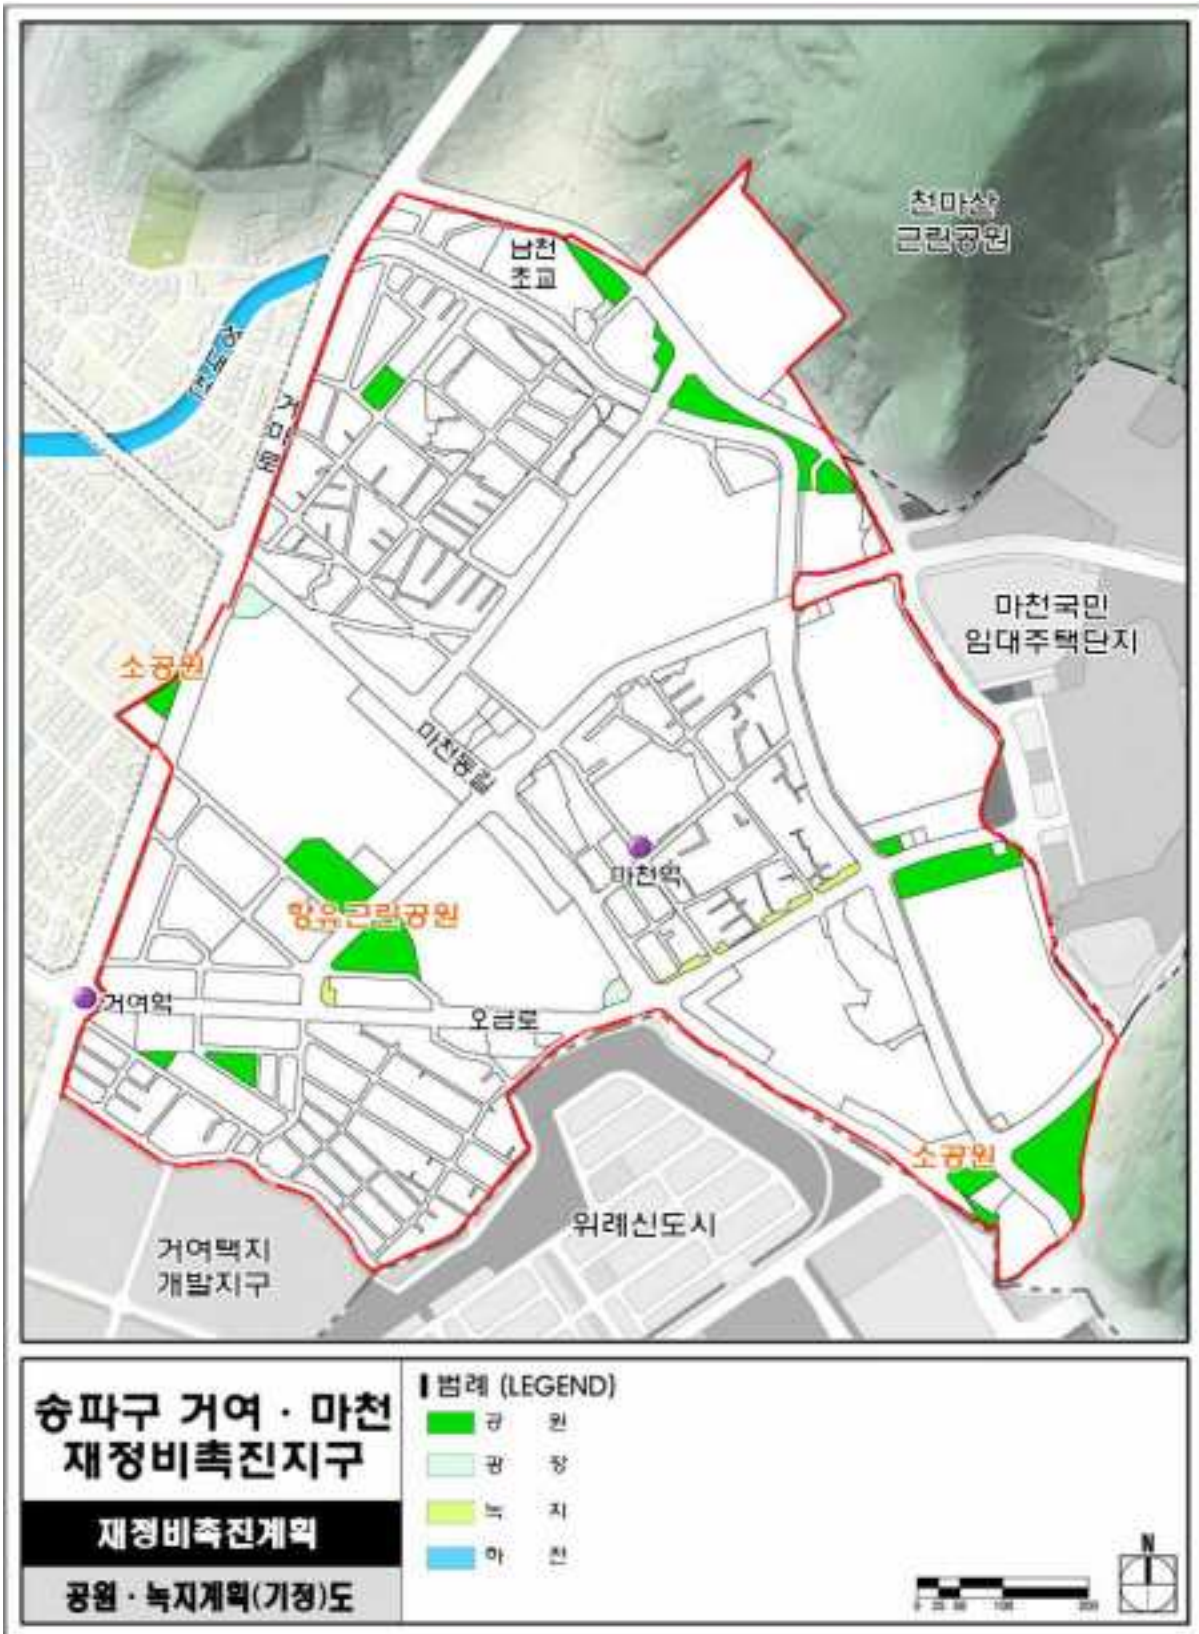 천마산
근린공원
남천
초교
성내천
거마로
마천국민
임대주택단지
소공원
마천동길
마천역
향유근린공원
거여역
오금로
소공원
위례신도시
거여택지
개발지구
송파구 거여 · 마천
재정비촉진지구
재정비촉진계획
공원 · 녹지계획(기정)도
범례 (LEGEND)
공 원
광 장
녹 지
하 천
N
0 25 50 100 200